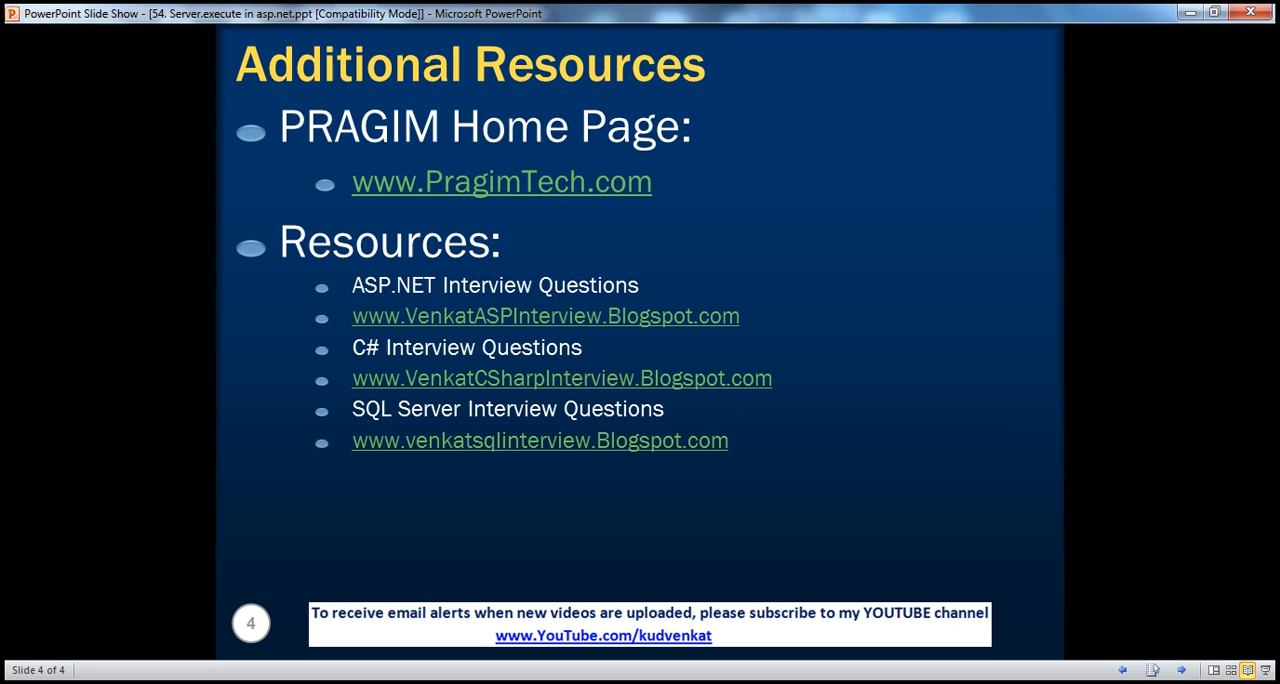 PowerPoint Slide Show - [54. Server.execute in asp.net.ppt [Compatibility Mode]] - Microsoft PowerPoint
Additional Resources
PRAGIM Home Page:
www.PragimTech.com
Resources:
ASP.NET Interview Questions
www.VenkatASPInterview.Blogspot.com
C# Interview Questions
www.VenkatCSharpInterview.Blogspot.com
SQL Server Interview Questions
www.venkatsqlinterview.Blogspot.com
4
To receive email alerts when new videos are uploaded, please subscribe to my YOUTUBE channel
www.YouTube.com/kudvenkat
Slide 4 of 4